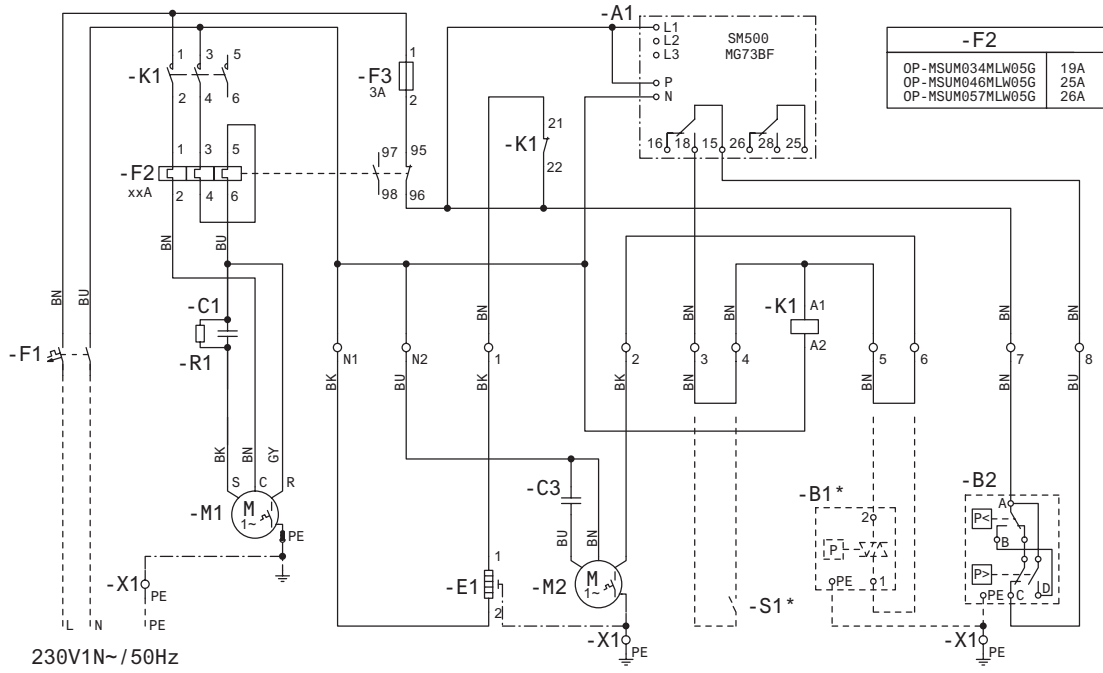 -A1
L1
L2
L3
SM500
MG73BF
P
N
16 18 15 26 28 25
-F2
OP-MSUM034MLW05G 19A
OP-MSUM046MLW05G 25A
OP-MSUM057MLW05G 26A
1 3 5
-K1
2 4 6
1
-F3
3A
2
21
-K1
22
1 3 5
-F2
xxA
2 4 6
97 95
98 96
BN BU
BN BU
-C1
-R1
-F1
BN BN BN BN BN BN BN BN
-K1 A1
A2
N1 N2 1 2 3 4 5 6 7 8
BK BU BK BK BN BN BN BN BN BU
BK BN GY
S C R
-M1 M
1~
PE
-X1
PE
L N PE
230V1N~/50Hz
-C3
BU BN
1
-E1
2
-M2 M
1~
-X1
PE
-S1*
-B1*
2
P
PE 1
-B2
A
P<
B
P>
PE C D
-X1
PE